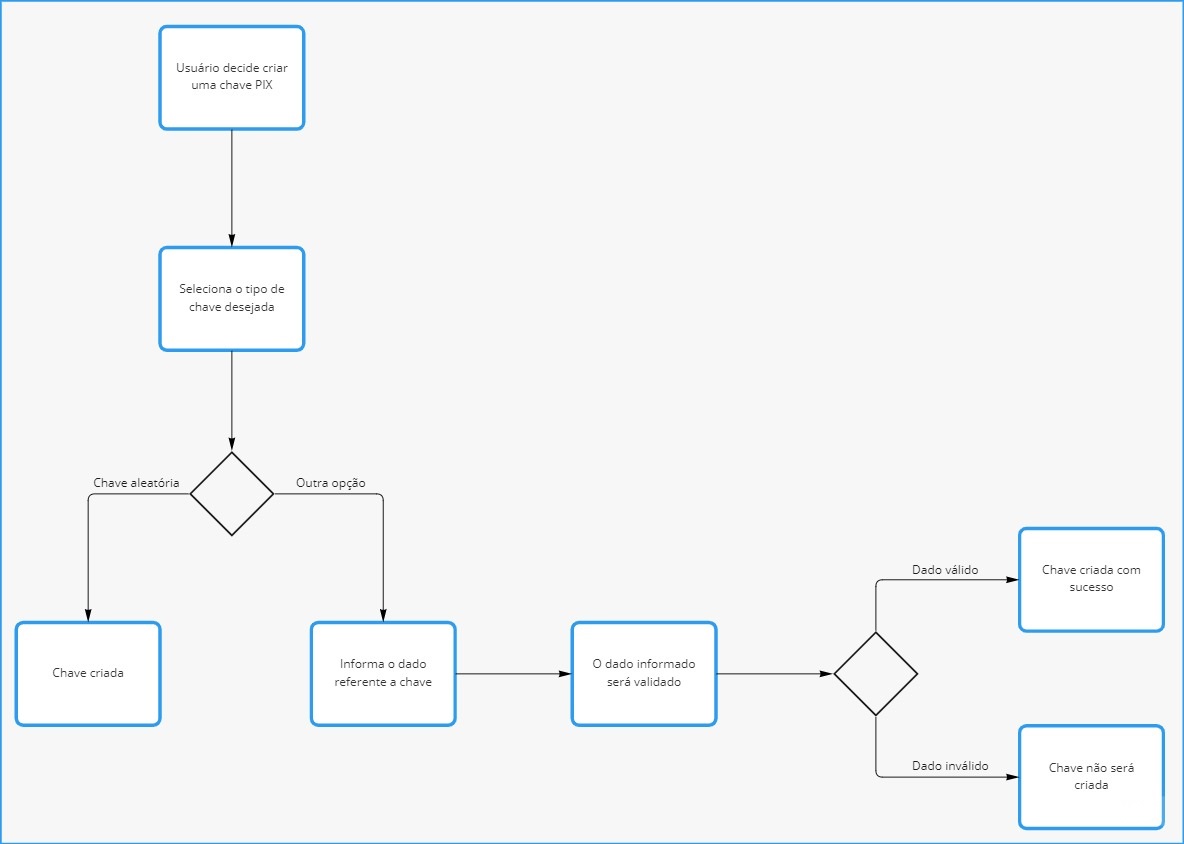 Usuário decide criar
uma chave PIX
Seleciona o tipo de
chave desejada
Chave aleatória
Outra opção
Chave criada
Informa o dado
referente a chave
O dado informado
será validado
Dado válido
Chave criada com
sucesso
Dado inválido
Chave não será
criada